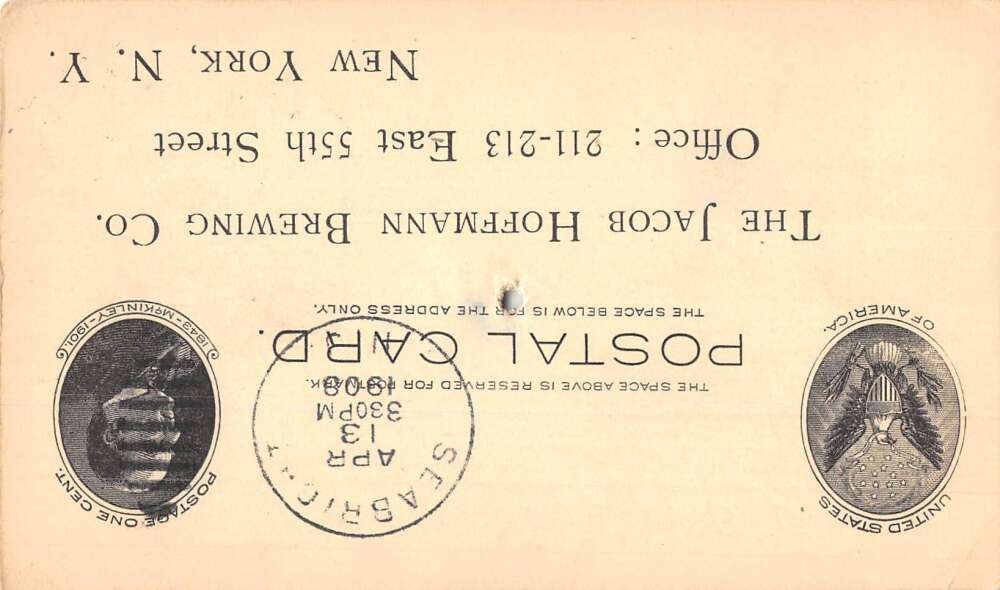 UNITED STATES
OF AMERICA.
POSTAGE ONE CENT.
1843-McKINLEY-1901.
SEABRIGHT
APR
13
330PM
1908
N.J.
THE SPACE ABOVE IS RESERVED FOR POSTMARK.
POSTAL CARD.
THE SPACE BELOW IS FOR THE ADDRESS ONLY.
THE JACOB HOFFMANN BREWING CO.
Office: 211-213 East 55th Street
NEW YORK, N. Y.